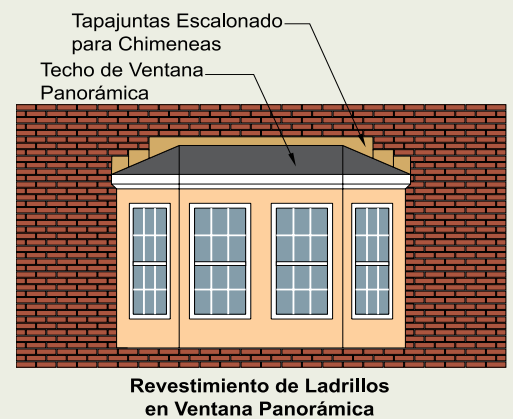 Tapajuntas Escalonado
para Chimeneas
Techo de Ventana
Panorámica
Revestimiento de Ladrillos
en Ventana Panorámica